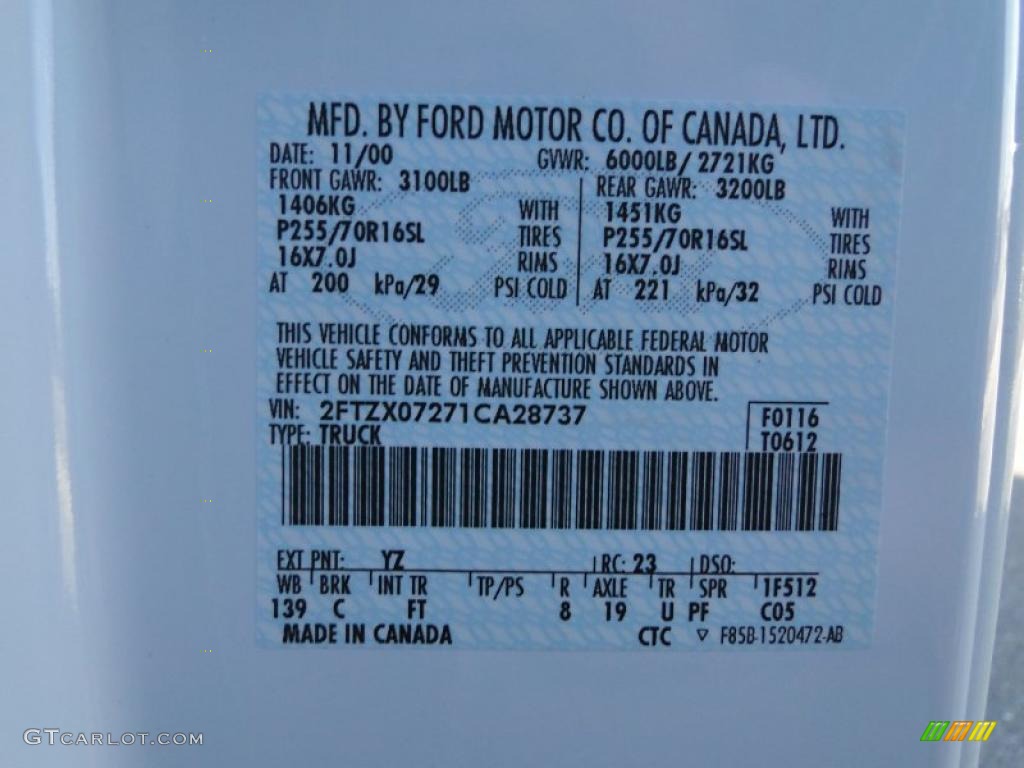 MFD. BY FORD MOTOR CO. OF CANADA, LTD.
DATE: 11/00 GVWR: 6000LB/ 2721KG
FRONT GAWR: 3100LB REAR GAWR: 3200LB
1406KG WITH 1451KG WITH
P255/70R16SL TIRES P255/70R16SL TIRES
16X7.0J RIMS 16X7.0J RIMS
AT 200 kPa/29 PSI COLD AT 221 kPa/32 PSI COLD
THIS VEHICLE CONFORMS TO ALL APPLICABLE FEDERAL MOTOR
VEHICLE SAFETY AND THEFT PREVENTION STANDARDS IN
EFFECT ON THE DATE OF MANUFACTURE SHOWN ABOVE.
VIN: 2FTZX07271CA28737 F0116
TYPE: TRUCK T0612
EXT PNT: YZ RC: 23 DSO:
WB BRK INT TR TP/PS R AXLE TR SPR 1F512
139 C FT 8 19 U PF C05
MADE IN CANADA CTC ▽ F85B-1520472-AB
GTCARLOT.COM